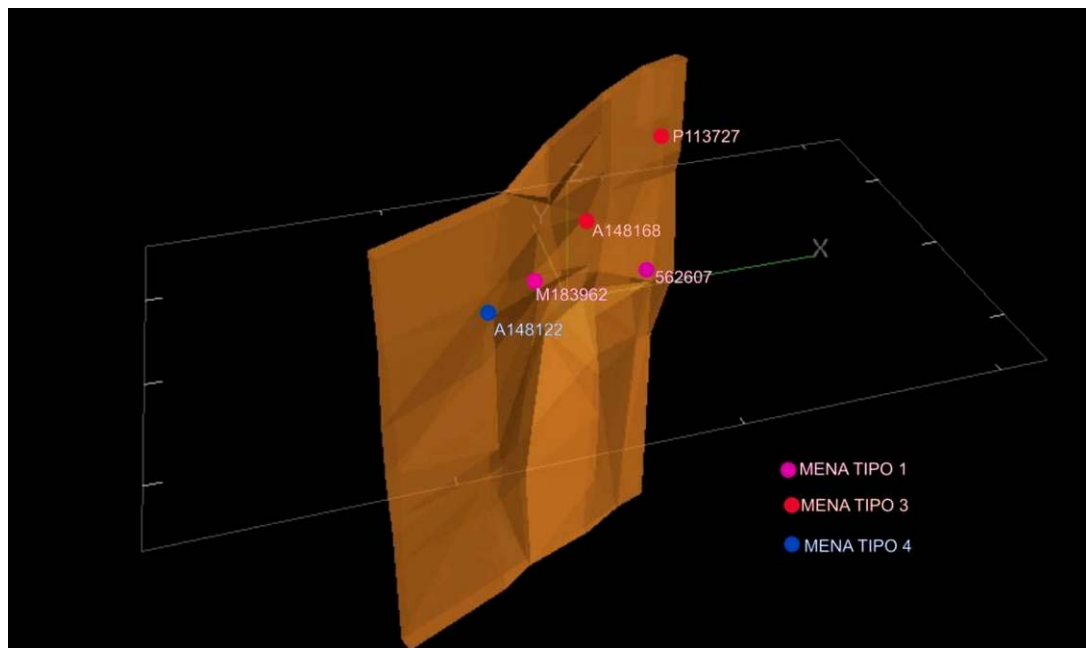 P113727
Z
Y
A148168
X
562607
M183962
A148122
MENA TIPO 1
MENA TIPO 3
MENA TIPO 4